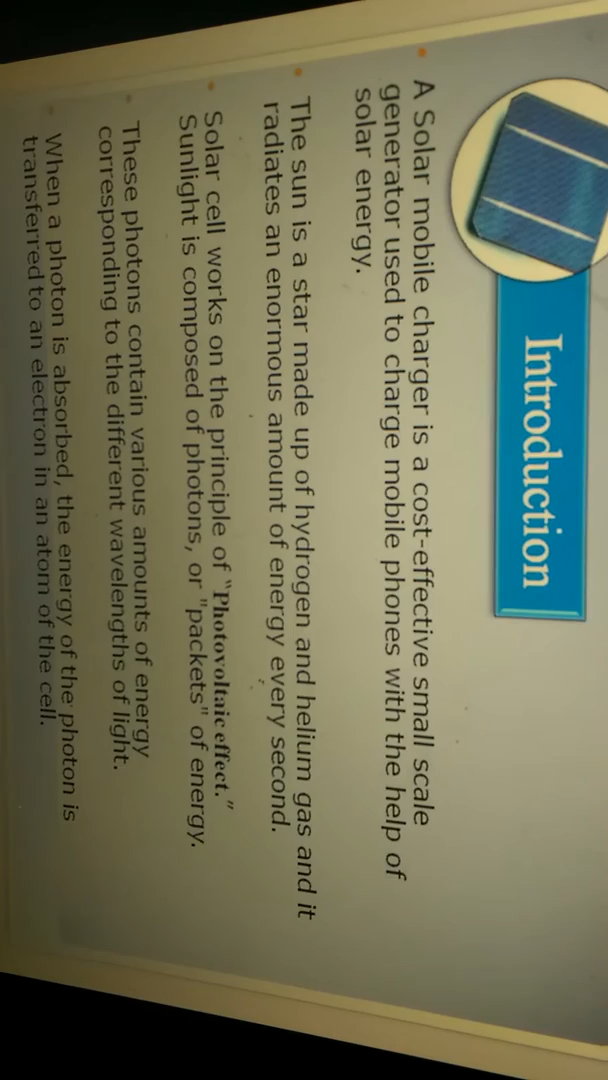 Introduction
A Solar mobile charger is a cost-effective small scale
generator used to charge mobile phones with the help of
solar energy.
The sun is a star made up of hydrogen and helium gas and it
radiates an enormous amount of energy every second.
Solar cell works on the principle of "Photovoltaic effect."
Sunlight is composed of photons, or "packets" of energy.
These photons contain various amounts of energy
corresponding to the different wavelengths of light.
When a photon is absorbed, the energy of the photon is
transferred to an electron in an atom of the cell.